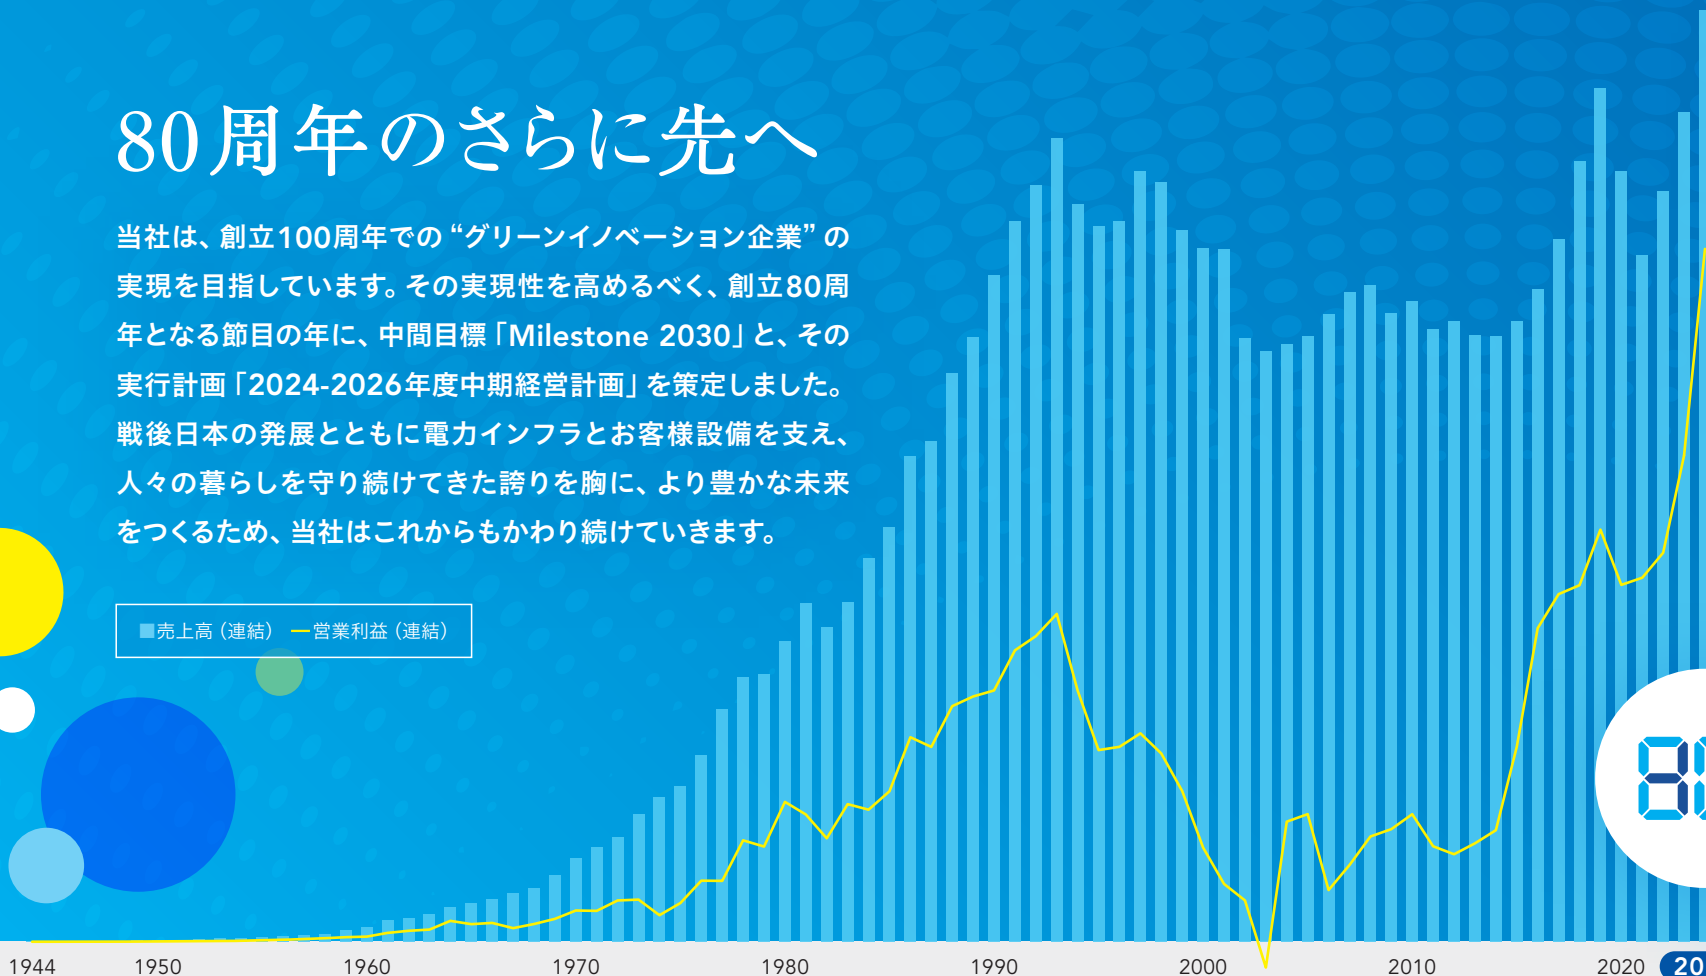 80周年のさらに先へ
当社は、創立100周年での“グリーンイノベーション企業”の
実現を目指しています。その実現性を高めるべく、創立80周
年となる節目の年に、中間目標「Milestone 2030」と、その
実行計画「2024-2026年度中期経営計画」を策定しました。
戦後日本の発展とともに電力インフラとお客様設備を支え、
人々の暮らしを守り続けてきた誇りを胸に、より豊かな未来
をつくるため、当社はこれからもかわり続けていきます。
売上高（連結） 営業利益（連結）
1944 1950 1960 1970 1980 1990 2000 2010 2020 20